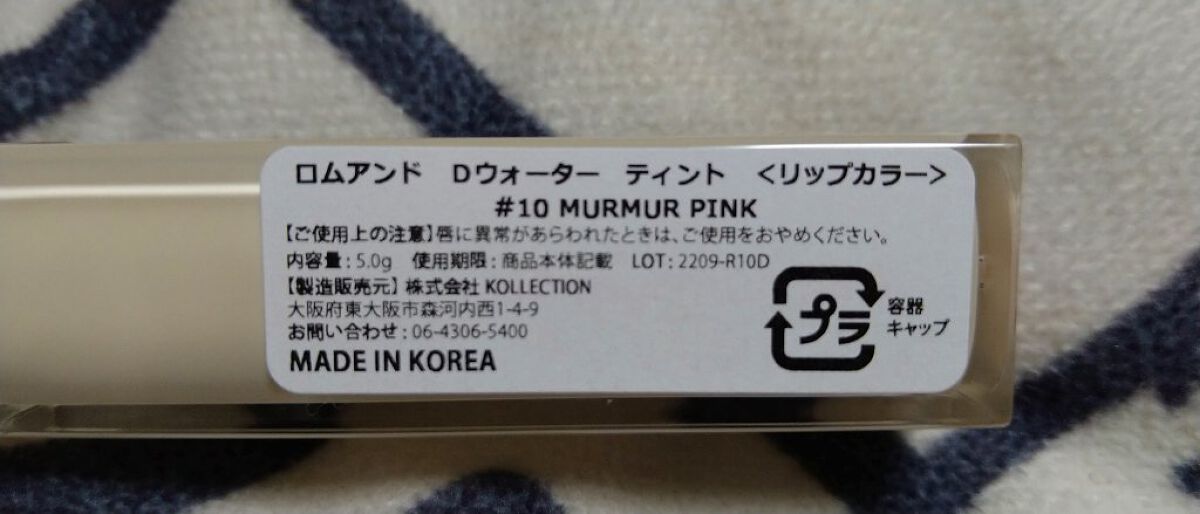 ロムアンド Dウォーター ティント <リップカラー>
#10 MURMUR PINK
【ご使用上の注意】唇に異常があらわれたときは、ご使用をおやめください。
内容量:5.0g 使用期限:商品本体記載 LOT:2209-R10D
【製造販売元】株式会社 KOLLECTION
大阪府東大阪市森河内西1-4-9
お問い合わせ:06-4306-5400
MADE IN KOREA
プラ
容器
キャップ